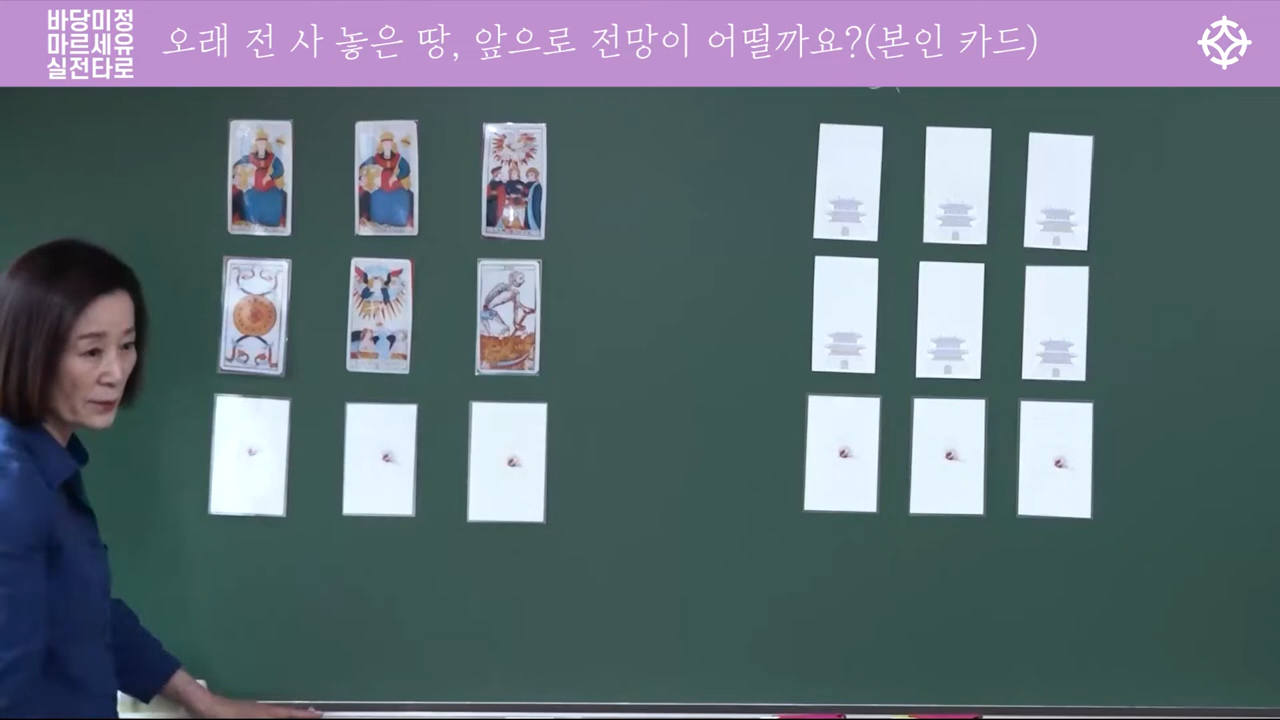 바당미정
마르세유
실전타로
오래 전 사 놓은 땅, 앞으로 전망이 어떨까요?(본인 카드)